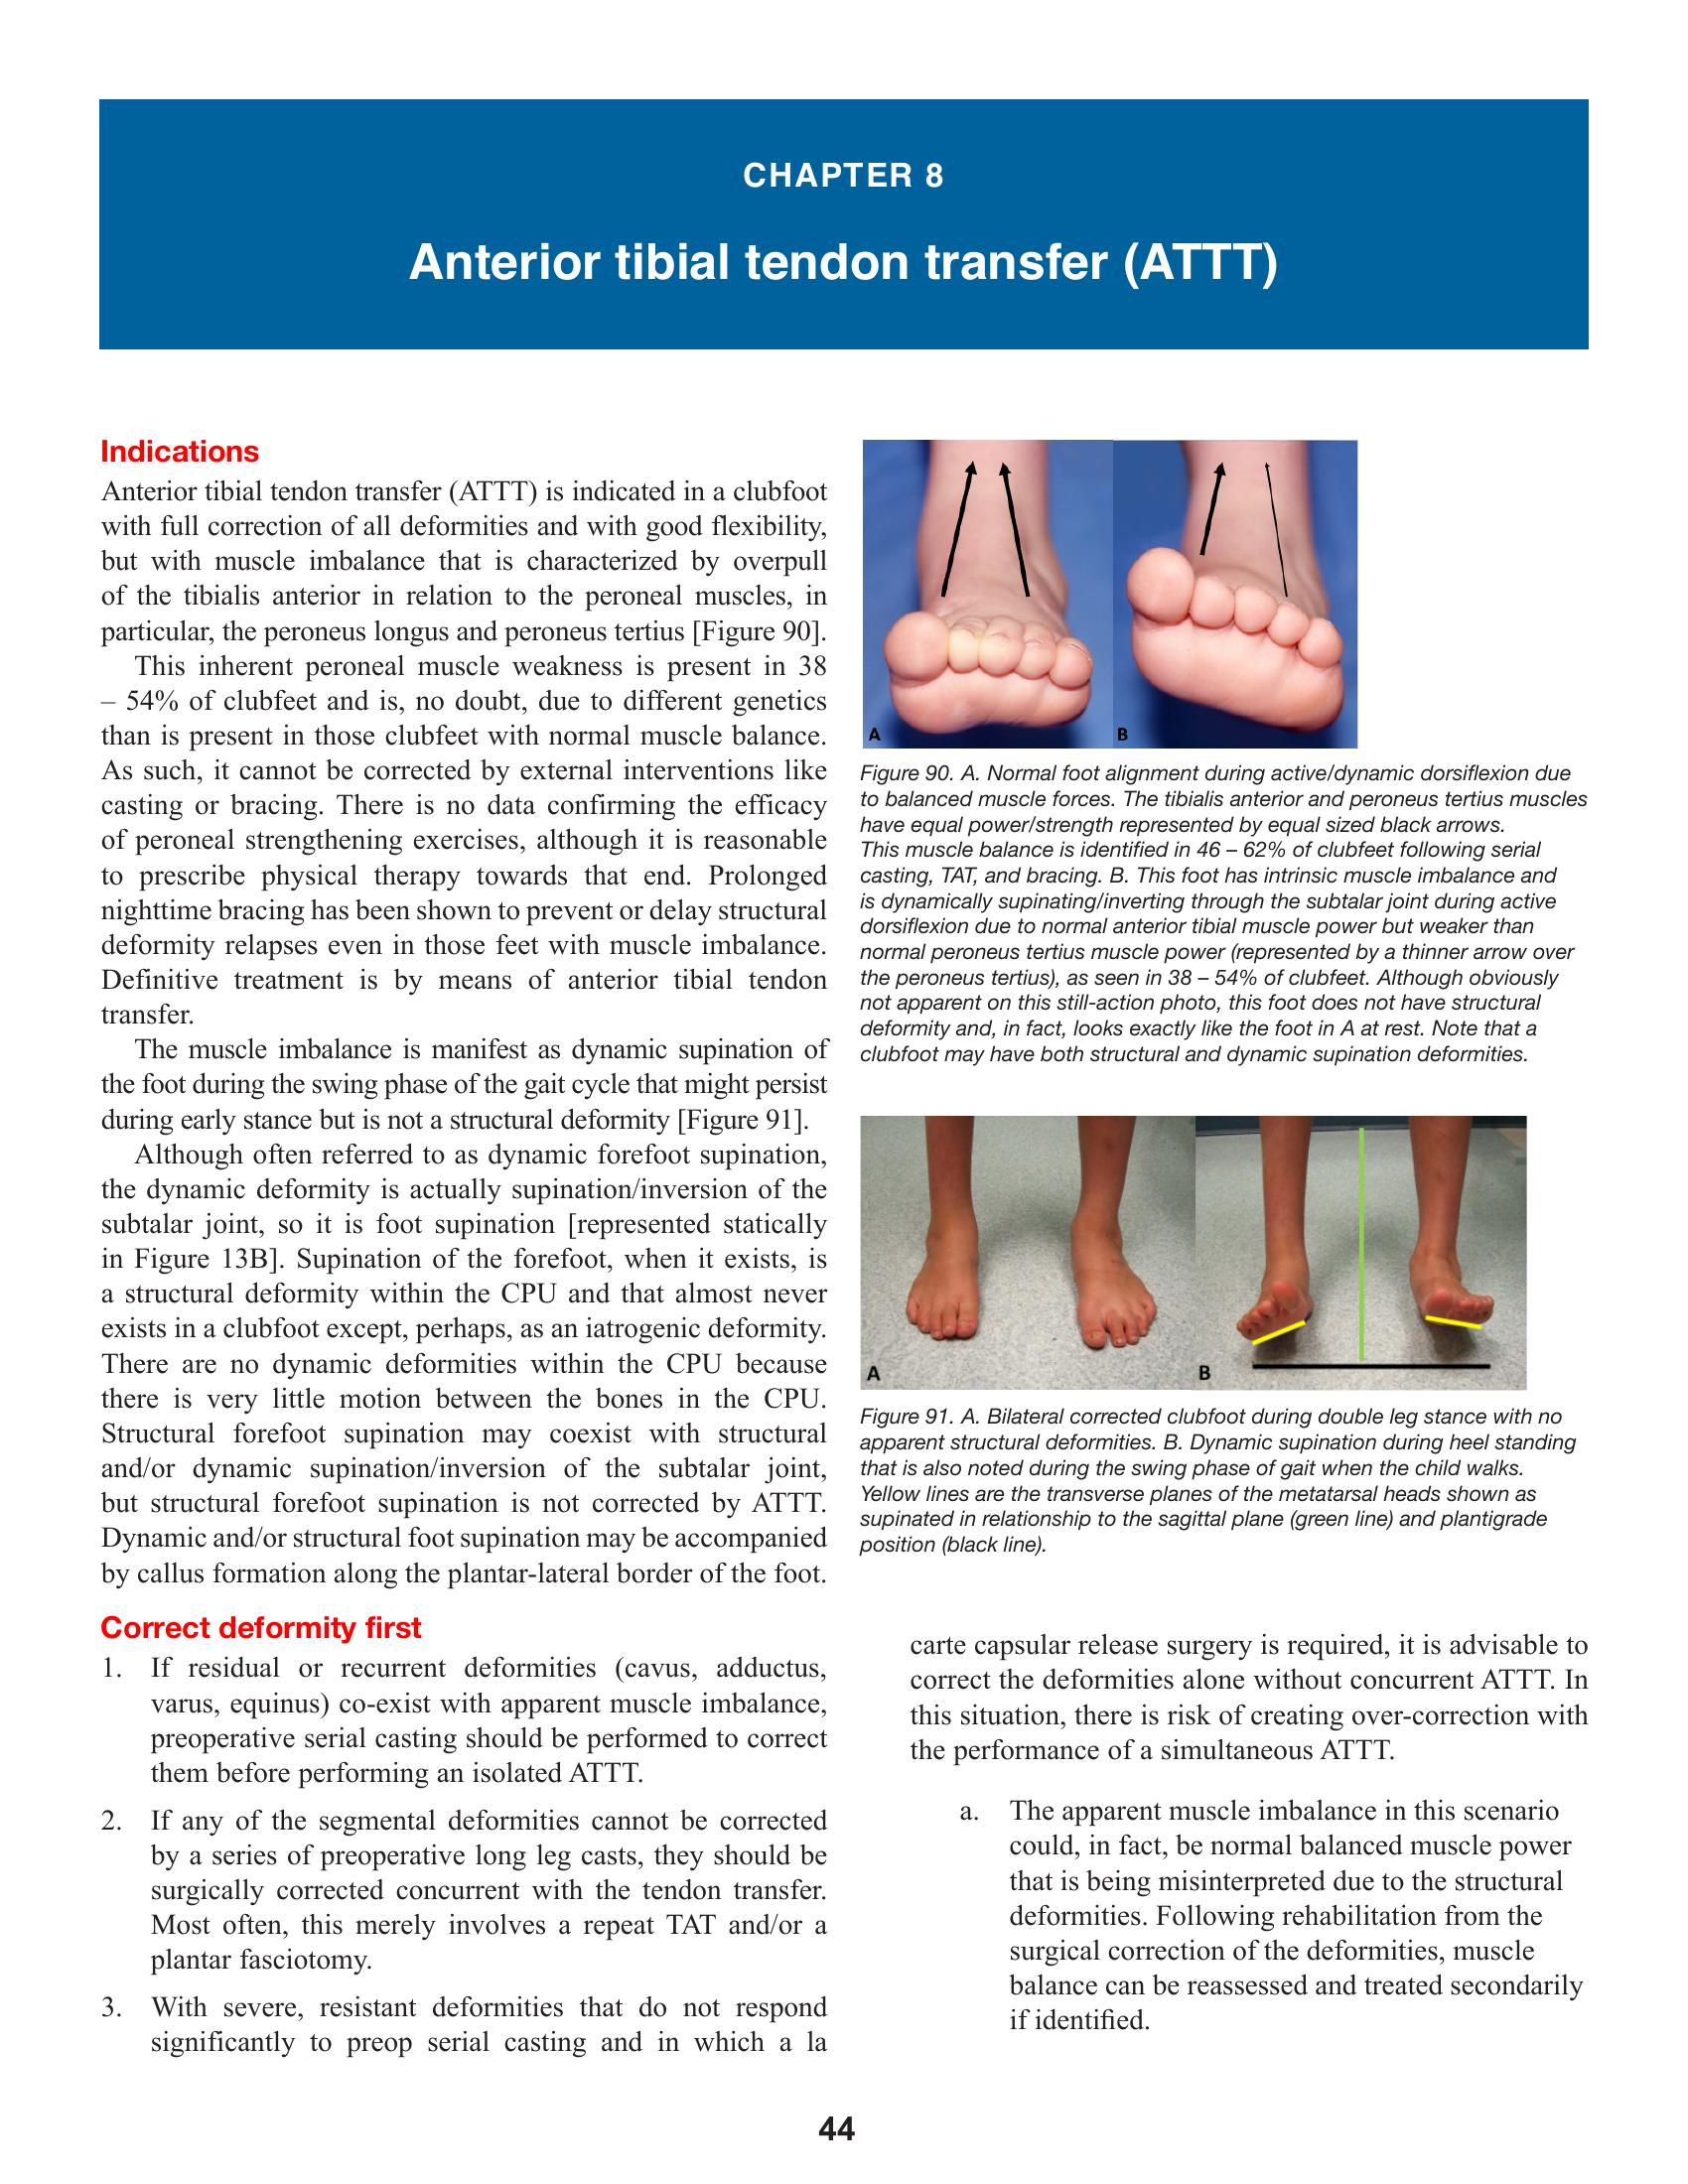 CHAPTER 8
Anterior tibial tendon transfer (ATTT)
Indications
Anterior tibial tendon transfer (ATTT) is indicated in a clubfoot
with full correction of all deformities and with good flexibility,
but with muscle imbalance that is characterized by overpull
of the tibialis anterior in relation to the peroneal muscles, in
particular, the peroneus longus and peroneus tertius [Figure 90].
This inherent peroneal muscle weakness is present in 38
– 54% of clubfeet and is, no doubt, due to different genetics
than is present in those clubfeet with normal muscle balance.
As such, it cannot be corrected by external interventions like
casting or bracing. There is no data confirming the efficacy
of peroneal strengthening exercises, although it is reasonable
to prescribe physical therapy towards that end. Prolonged
nighttime bracing has been shown to prevent or delay structural
deformity relapses even in those feet with muscle imbalance.
Definitive treatment is by means of anterior tibial tendon
transfer.
The muscle imbalance is manifest as dynamic supination of
the foot during the swing phase of the gait cycle that might persist
during early stance but is not a structural deformity [Figure 91].
Although often referred to as dynamic forefoot supination,
the dynamic deformity is actually supination/inversion of the
subtalar joint, so it is foot supination [represented statically
in Figure 13B]. Supination of the forefoot, when it exists, is
a structural deformity within the CPU and that almost never
exists in a clubfoot except, perhaps, as an iatrogenic deformity.
There are no dynamic deformities within the CPU because
there is very little motion between the bones in the CPU.
Structural forefoot supination may coexist with structural
and/or dynamic supination/inversion of the subtalar joint,
but structural forefoot supination is not corrected by ATTT.
Dynamic and/or structural foot supination may be accompanied
by callus formation along the plantar-lateral border of the foot.
A
B
Figure 90. A. Normal foot alignment during active/dynamic dorsiflexion due
to balanced muscle forces. The tibialis anterior and peroneus tertius muscles
have equal power/strength represented by equal sized black arrows.
This muscle balance is identified in 46 – 62% of clubfeet following serial
casting, TAT, and bracing. B. This foot has intrinsic muscle imbalance and
is dynamically supinating/inverting through the subtalar joint during active
dorsiflexion due to normal anterior tibial muscle power but weaker than
normal peroneus tertius muscle power (represented by a thinner arrow over
the peroneus tertius), as seen in 38 – 54% of clubfeet. Although obviously
not apparent on this still-action photo, this foot does not have structural
deformity and, in fact, looks exactly like the foot in A at rest. Note that a
clubfoot may have both structural and dynamic supination deformities.
A
B
Figure 91. A. Bilateral corrected clubfoot during double leg stance with no
apparent structural deformities. B. Dynamic supination during heel standing
that is also noted during the swing phase of gait when the child walks.
Yellow lines are the transverse planes of the metatarsal heads shown as
supinated in relationship to the sagittal plane (green line) and plantigrade
position (black line).
Correct deformity first
1. If residual or recurrent deformities (cavus, adductus,
varus, equinus) co-exist with apparent muscle imbalance,
preoperative serial casting should be performed to correct
them before performing an isolated ATTT.
2. If any of the segmental deformities cannot be corrected
by a series of preoperative long leg casts, they should be
surgically corrected concurrent with the tendon transfer.
Most often, this merely involves a repeat TAT and/or a
plantar fasciotomy.
3. With severe, resistant deformities that do not respond
significantly to preop serial casting and in which a la
carte capsular release surgery is required, it is advisable to
correct the deformities alone without concurrent ATTT. In
this situation, there is risk of creating over-correction with
the performance of a simultaneous ATTT.
a. The apparent muscle imbalance in this scenario
could, in fact, be normal balanced muscle power
that is being misinterpreted due to the structural
deformities. Following rehabilitation from the
surgical correction of the deformities, muscle
balance can be reassessed and treated secondarily
if identified.
44